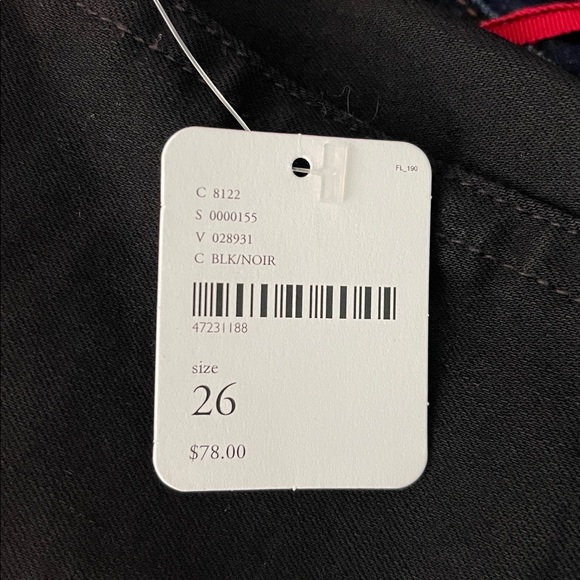 FL_190
C 8122
S 0000155
V 028931
C BLK/NOIR
47231188
size
26
$78.00